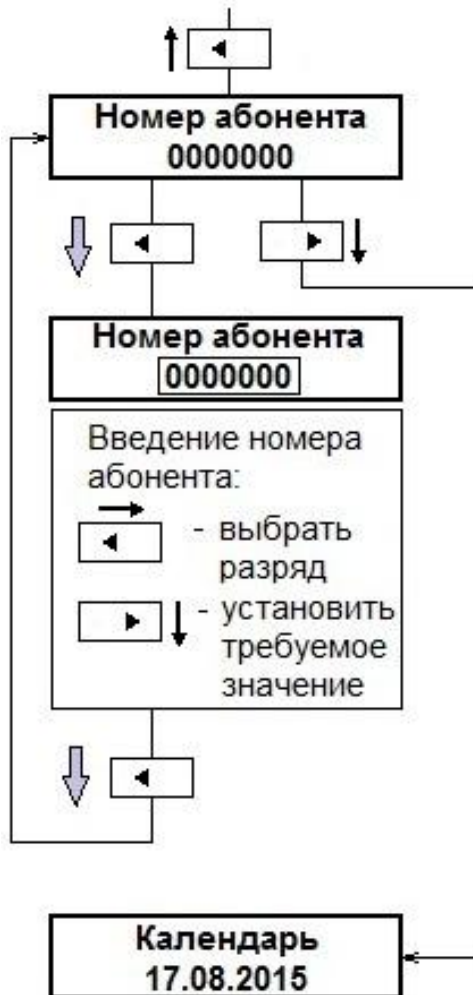 Номер абонента
0000000
Номер абонента
0000000
Введение номера
абонента:
- выбрать
разряд
- установить
требуемое
значение
Календарь
17.08.2015